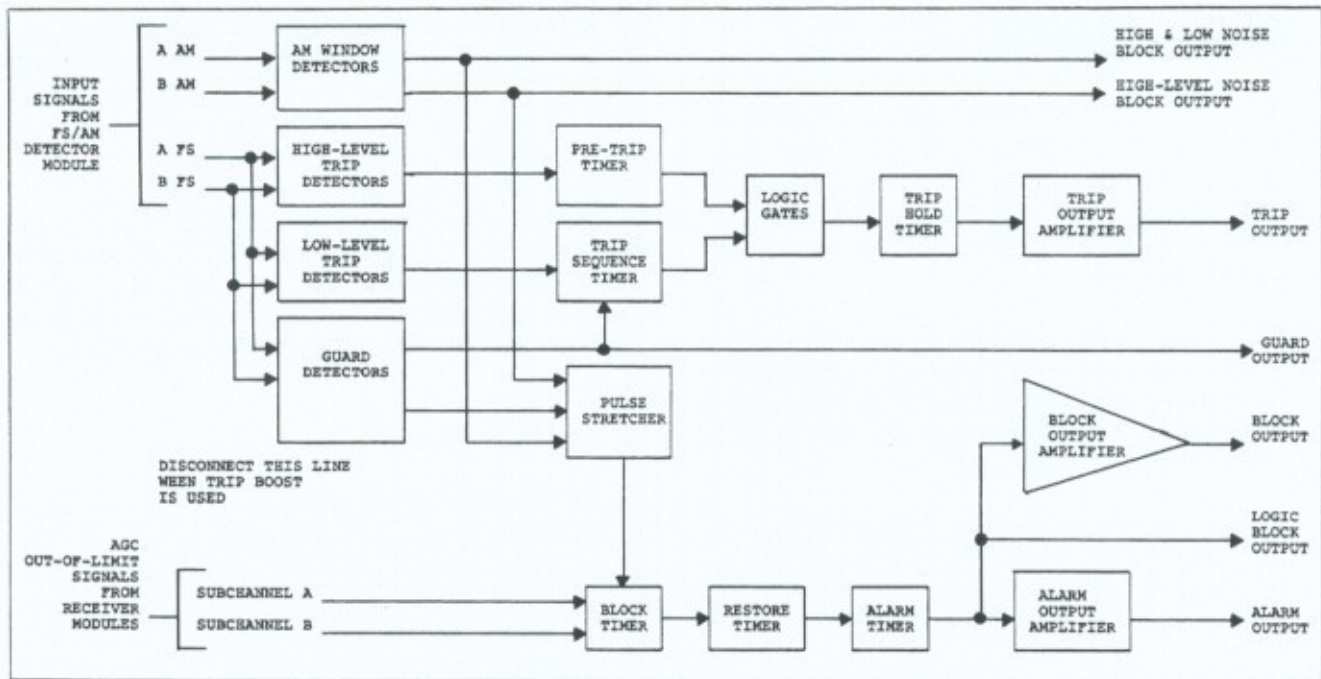 HIGH & LOW NOISE
BLOCK OUTPUT
A AM
AM WINDOW
DETECTORS
B AM
HIGH-LEVEL NOISE
BLOCK OUTPUT
INPUT
SIGNALS
FROM
FS/AM
DETECTOR
MODULE
A FS
B FS
HIGH-LEVEL
TRIP
DETECTORS
PRE-TRIP
TIMER
LOGIC
GATES
TRIP
HOLD
TIMER
TRIP
OUTPUT
AMPLIFIER
TRIP
OUTPUT
LOW-LEVEL
TRIP
DETECTORS
TRIP
SEQUENCE
TIMER
GUARD
DETECTORS
GUARD
OUTPUT
PULSE
STRETCHER
BLOCK
OUTPUT
AMPLIFIER
BLOCK
OUTPUT
DISCONNECT THIS LINE
WHEN TRIP BOOST
IS USED
LOGIC
BLOCK
OUTPUT
AGC
OUT-OF-LIMIT
SIGNALS
FROM
RECEIVER
MODULES
SUBCHANNEL A
SUBCHANNEL B
BLOCK
TIMER
RESTORE
TIMER
ALARM
TIMER
ALARM
OUTPUT
AMPLIFIER
ALARM
OUTPUT